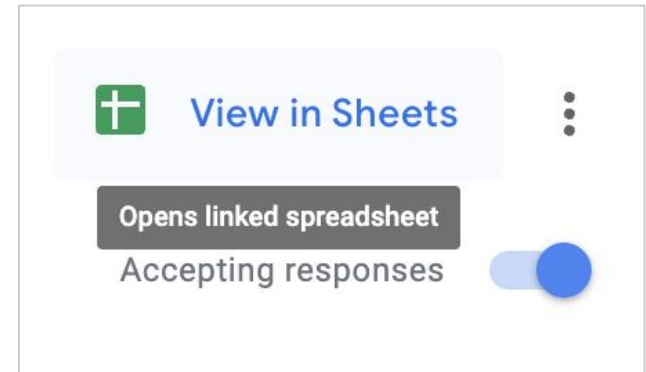 View in Sheets
Opens linked spreadsheet
Accepting responses